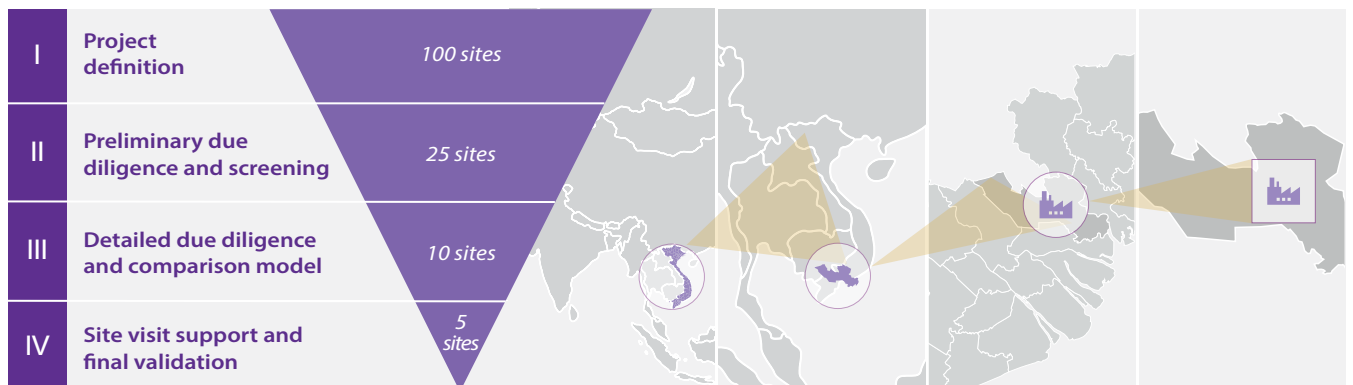 I
Project
definition
100 sites
II
Preliminary due
diligence and screening
25 sites
III
Detailed due diligence
and comparison model
10 sites
IV
Site visit support and
final validation
5
sites